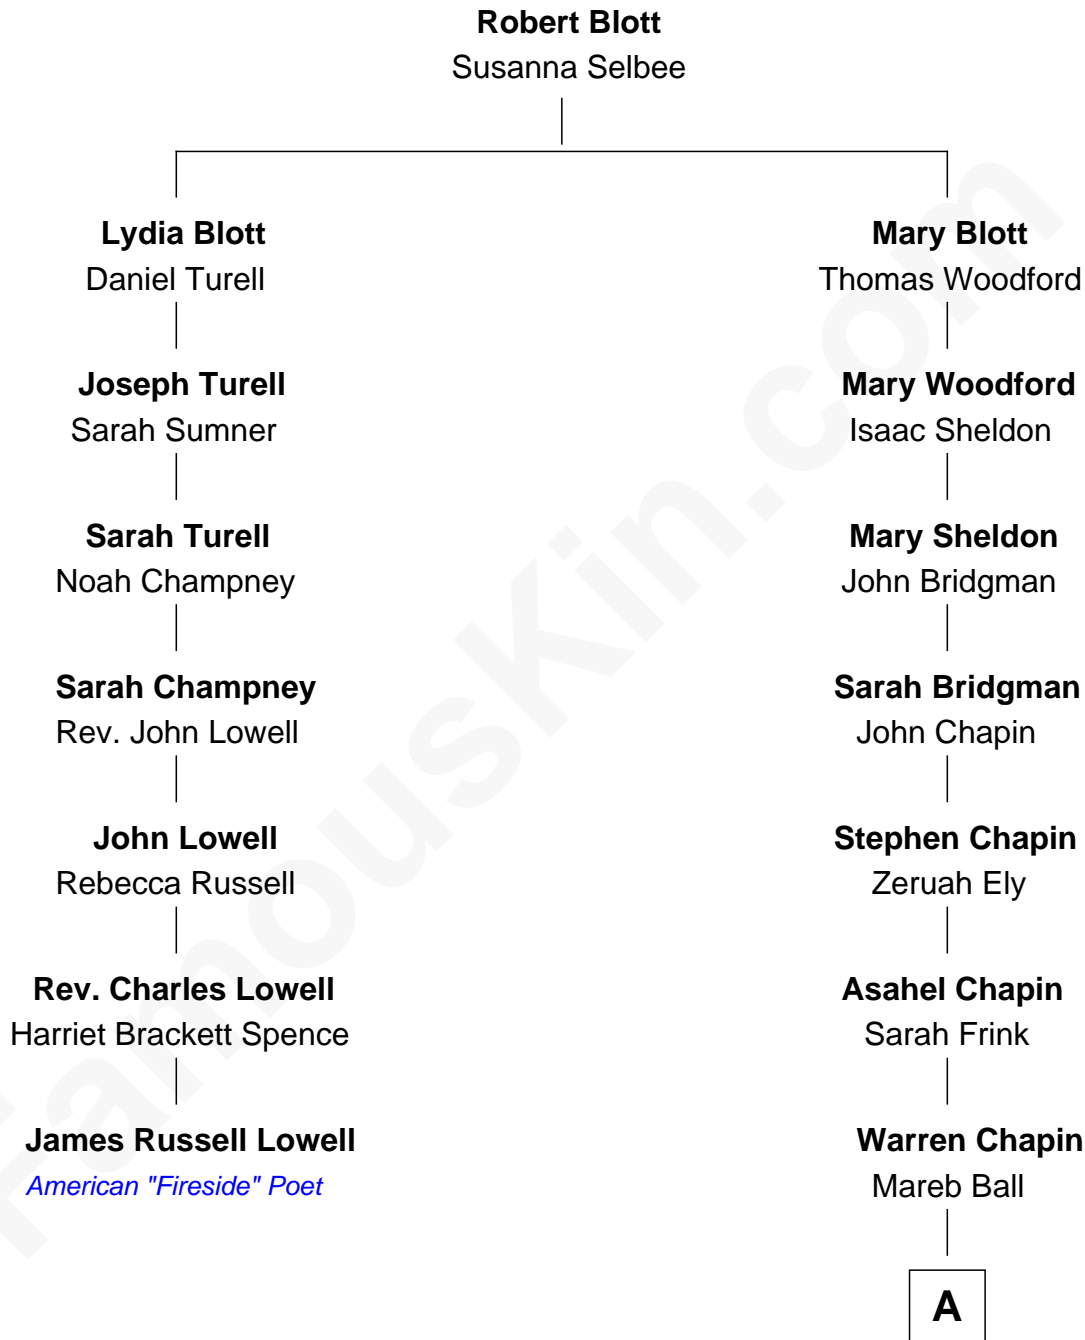 Robert Blott
Susanna Selbee
Lydia Blott
Daniel Turell
Mary Blott
Thomas Woodford
Joseph Turell
Sarah Sumner
Mary Woodford
Isaac Sheldon
Sarah Turell
Noah Champney
Mary Sheldon
John Bridgman
Sarah Champney
Rev. John Lowell
Sarah Bridgman
John Chapin
John Lowell
Rebecca Russell
Stephen Chapin
Zeruah Ely
Rev. Charles Lowell
Harriet Brackett Spence
Asahel Chapin
Sarah Frink
James Russell Lowell
American "Fireside" Poet
Warren Chapin
Mareb Ball
A
FamousKin.com